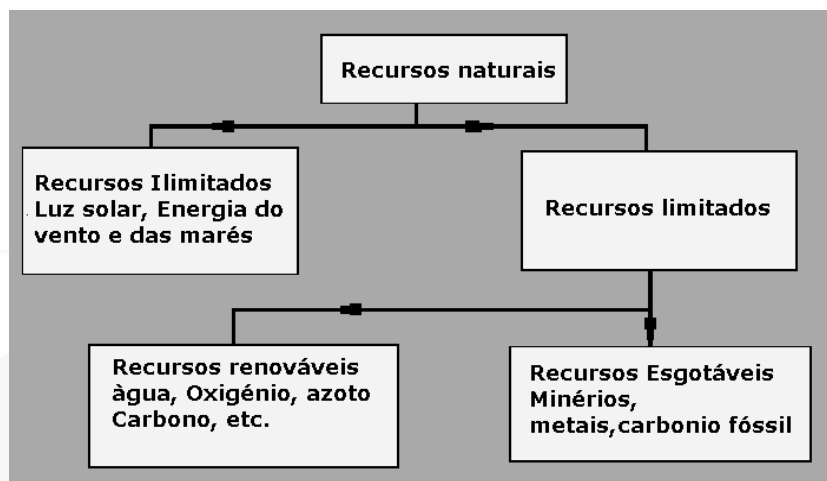 Recursos naturais
Recursos Ilimitados
Luz solar, Energia do
vento e das marés
Recursos limitados
Recursos renováveis
àgua, Oxigénio, azoto
Carbono, etc.
Recursos Esgotáveis
Minérios,
metais,carbonio fóssil